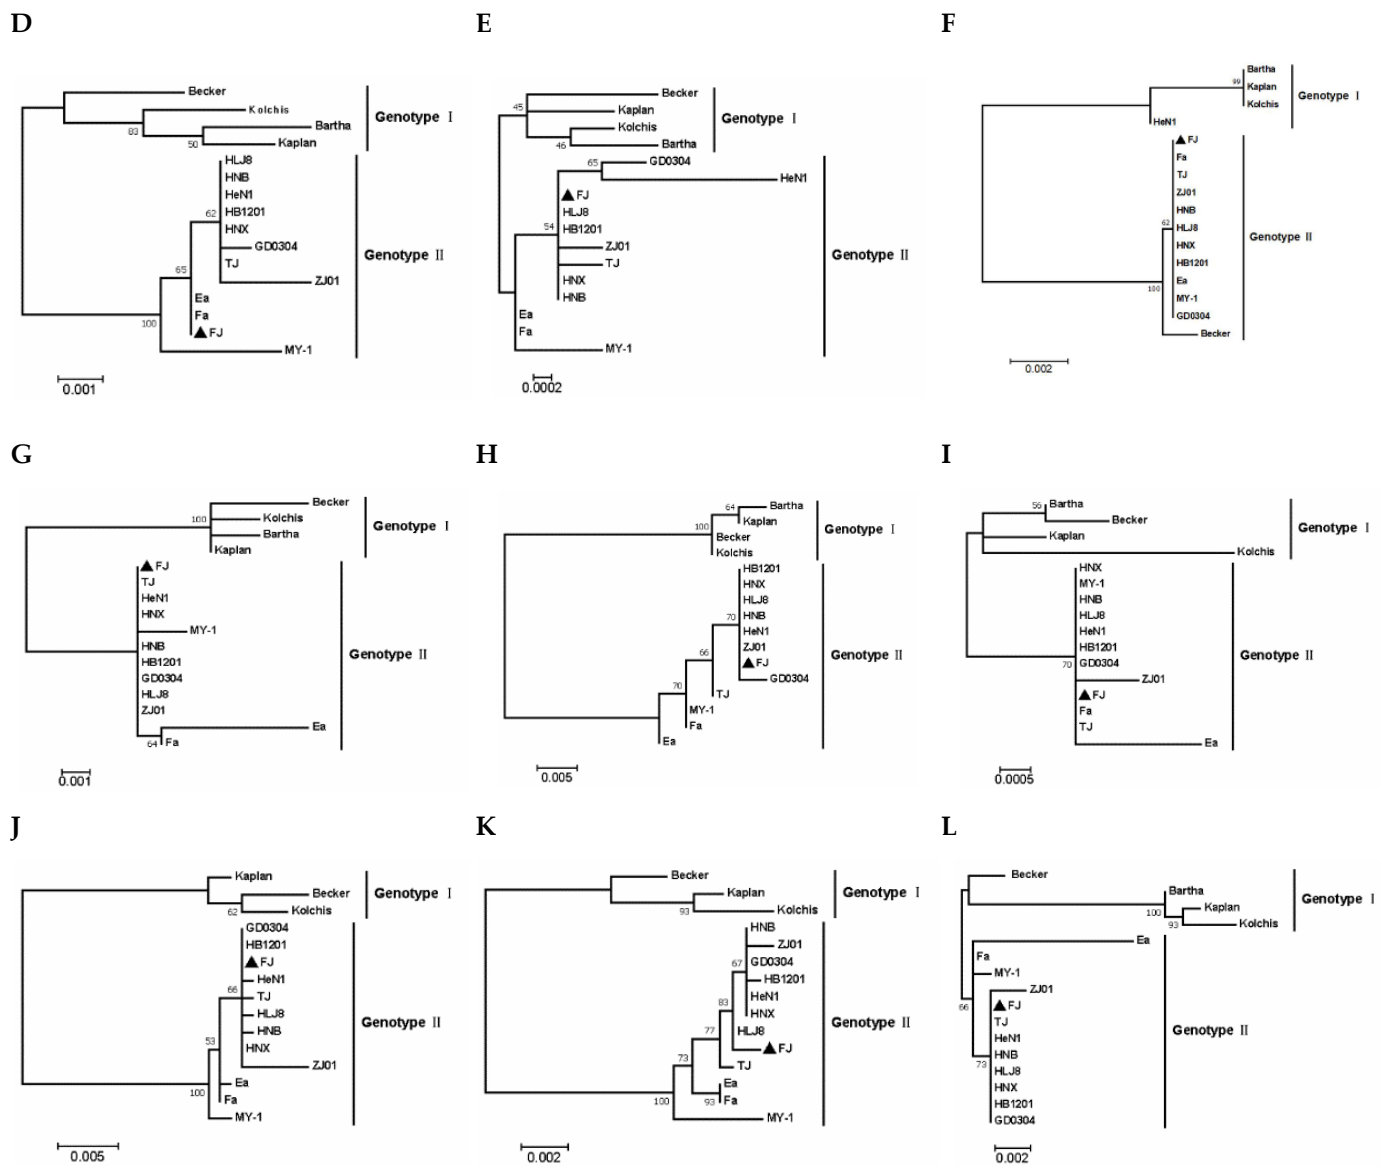 D
Becker
Kolchis
83
Bartha
50
Kaplan
Genotype I
HLJ8
HNB
HeN1
HB1201
62
HNX
GD0304
TJ
65
ZJ01
Ea
Fa
FJ
100
MY-1
Genotype II
0.001
E
Becker
45
Kaplan
Kolchis
46
Bartha
Genotype I
65
GD0304
HeN1
FJ
HLJ8
54
HB1201
ZJ01
TJ
HNX
HNB
Ea
Fa
MY-1
Genotype II
0.0002
F
Bartha
99
Kaplan
Kolchis
Genotype I
HeN1
FJ
Fa
TJ
ZJ01
HNB
62
HLJ8
HNX
HB1201
Ea
100
MY-1
GD0304
Becker
Genotype II
0.002
G
Becker
100
Kolchis
Bartha
Kaplan
Genotype I
FJ
TJ
HeN1
HNX
MY-1
HNB
HB1201
GD0304
HLJ8
ZJ01
Ea
64
Fa
Genotype II
0.001
H
64
Bartha
Kaplan
100
Becker
Kolchis
Genotype I
HB1201
HNX
HLJ8
70
HNB
HeN1
ZJ01
66
FJ
GD0304
70
TJ
MY-1
Fa
Ea
Genotype II
0.005
I
56
Bartha
Becker
Kaplan
Kolchis
Genotype I
HNX
MY-1
HNB
HLJ8
HeN1
HB1201
70
GD0304
ZJ01
FJ
Fa
TJ
Ea
Genotype II
0.0005
J
Kaplan
Becker
62
Kolchis
Genotype I
GD0304
HB1201
FJ
HeN1
66
TJ
HLJ8
HNB
53
HNX
ZJ01
Ea
100
Fa
MY-1
Genotype II
0.005
K
Becker
Kaplan
93
Kolchis
Genotype I
HNB
ZJ01
67
GD0304
HB1201
HeN1
83
HNX
77
HLJ8
FJ
73
TJ
Ea
93
Fa
100
MY-1
Genotype II
0.002
L
Becker
Bartha
100
Kaplan
93
Kolchis
Genotype I
Ea
Fa
MY-1
ZJ01
66
FJ
TJ
HeN1
HNB
73
HLJ8
HNX
HB1201
GD0304
Genotype II
0.002